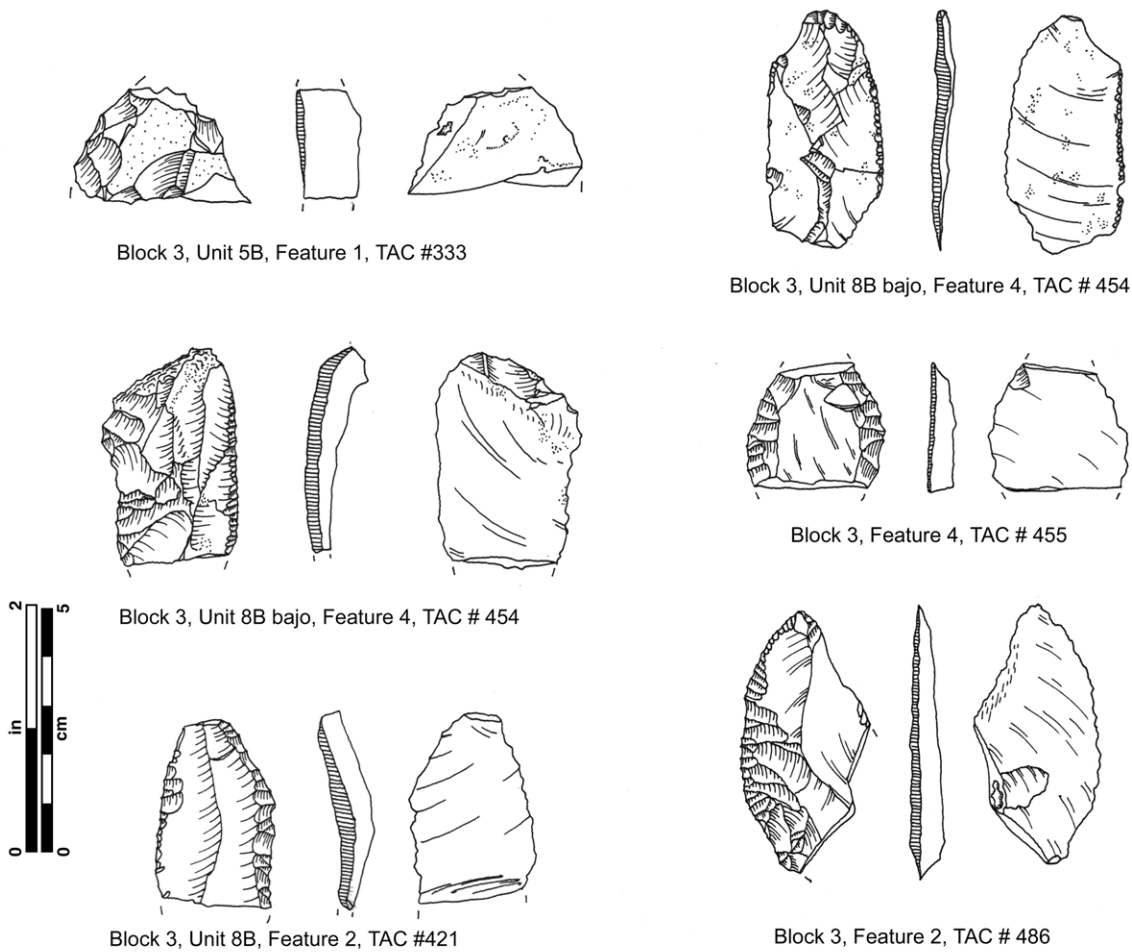 Block 3, Unit 5B, Feature 1, TAC #333
Block 3, Unit 8B bajo, Feature 4, TAC # 454
Block 3, Unit 8B bajo, Feature 4, TAC # 454
Block 3, Feature 4, TAC # 455
2 5
in cm
0 0
Block 3, Unit 8B, Feature 2, TAC #421
Block 3, Feature 2, TAC # 486